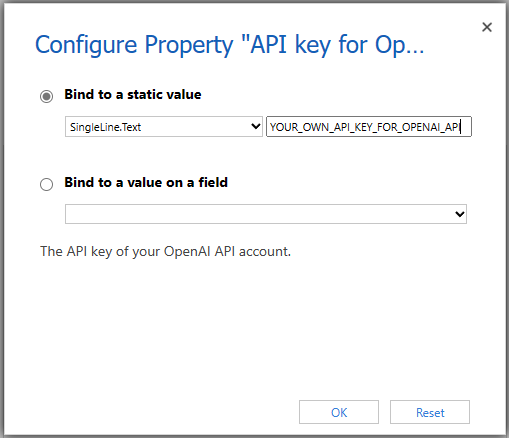 Configure Property "API key for Op...
Bind to a static value
SingleLine.Text YOUR_OWN_API_KEY_FOR_OPENAI_API
Bind to a value on a field
The API key of your OpenAI API account.
OK Reset